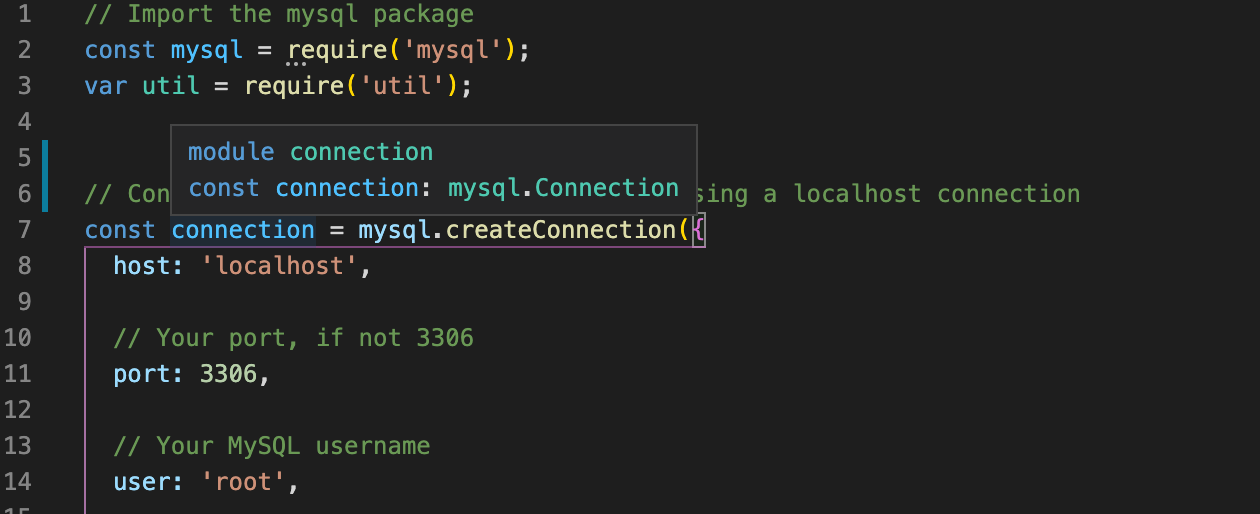 1 // Import the mysql package
2 const mysql = require('mysql');
3 var util = require('util');
4
5
module connection
const connection: mysql.Connection
6 // Con sing a localhost connection
7 const connection = mysql.createConnection({
8 host: 'localhost',
9
10 // Your port, if not 3306
11 port: 3306,
12
13 // Your MySQL username
14 user: 'root',